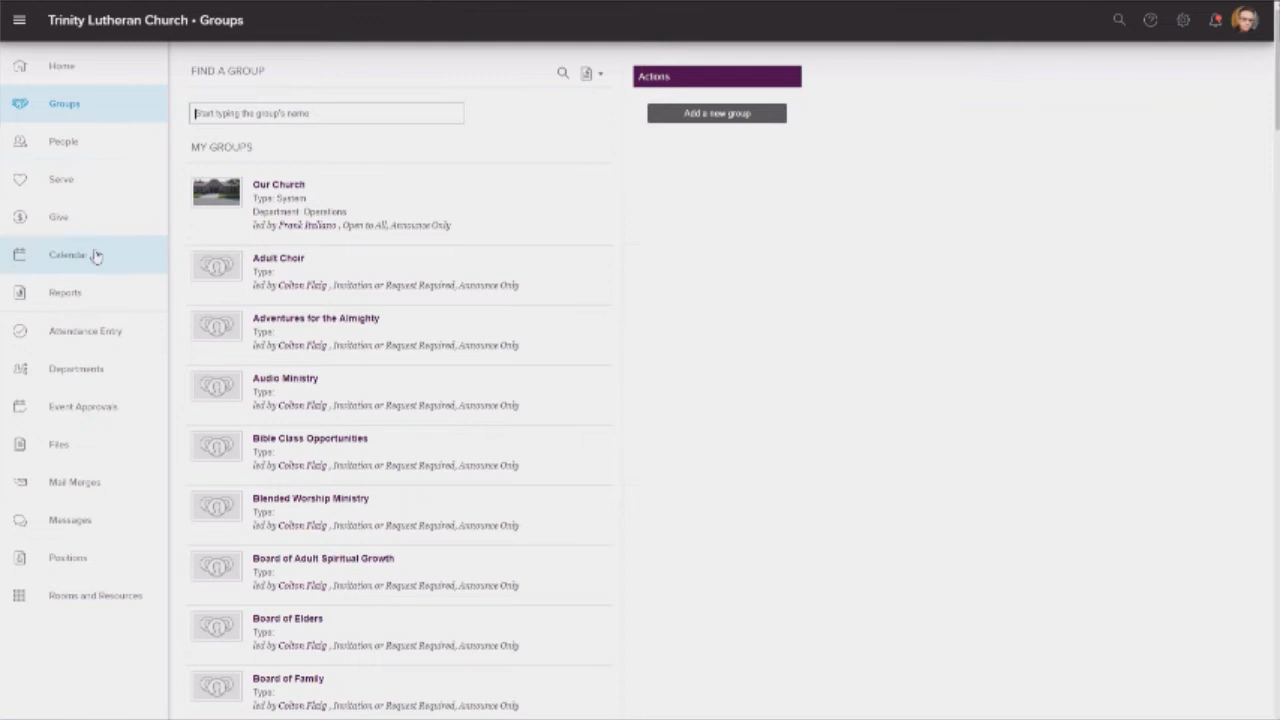 Trinity Lutheran Church • Groups
Home
Groups
People
Serve
Give
Calendar
Reports
Attendance Entry
Departments
Event Approvals
Files
Mail Merges
Messages
Positions
Rooms and Resources
FIND A GROUP
Start typing the group's name
MY GROUPS
Our Church
Type: System
Department: Operations
led by Frank Italiano , Open to All, Announce Only
Adult Choir
Type:
led by Colton Flaig , Invitation or Request Required, Announce Only
Adventures for the Almighty
Type:
led by Colton Flaig , Invitation or Request Required, Announce Only
Audio Ministry
Type:
led by Colton Flaig , Invitation or Request Required, Announce Only
Bible Class Opportunities
Type:
led by Colton Flaig , Invitation or Request Required, Announce Only
Blended Worship Ministry
Type:
led by Colton Flaig , Invitation or Request Required, Announce Only
Board of Adult Spiritual Growth
Type:
led by Colton Flaig , Invitation or Request Required, Announce Only
Board of Elders
Type:
led by Colton Flaig , Invitation or Request Required, Announce Only
Board of Family
Type:
led by Colton Flaig , Invitation or Request Required, Announce Only
Actions
Add a new group